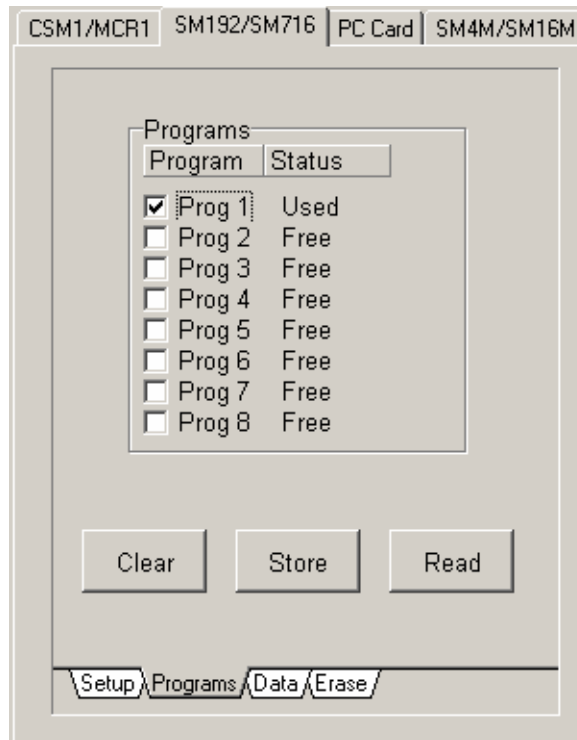 CSM1/MCR1 SM192/SM716 PC Card SM4M/SM16M
Programs
Program Status
Prog 1 Used
Prog 2 Free
Prog 3 Free
Prog 4 Free
Prog 5 Free
Prog 6 Free
Prog 7 Free
Prog 8 Free
Clear Store Read
Setup Programs Data Erase